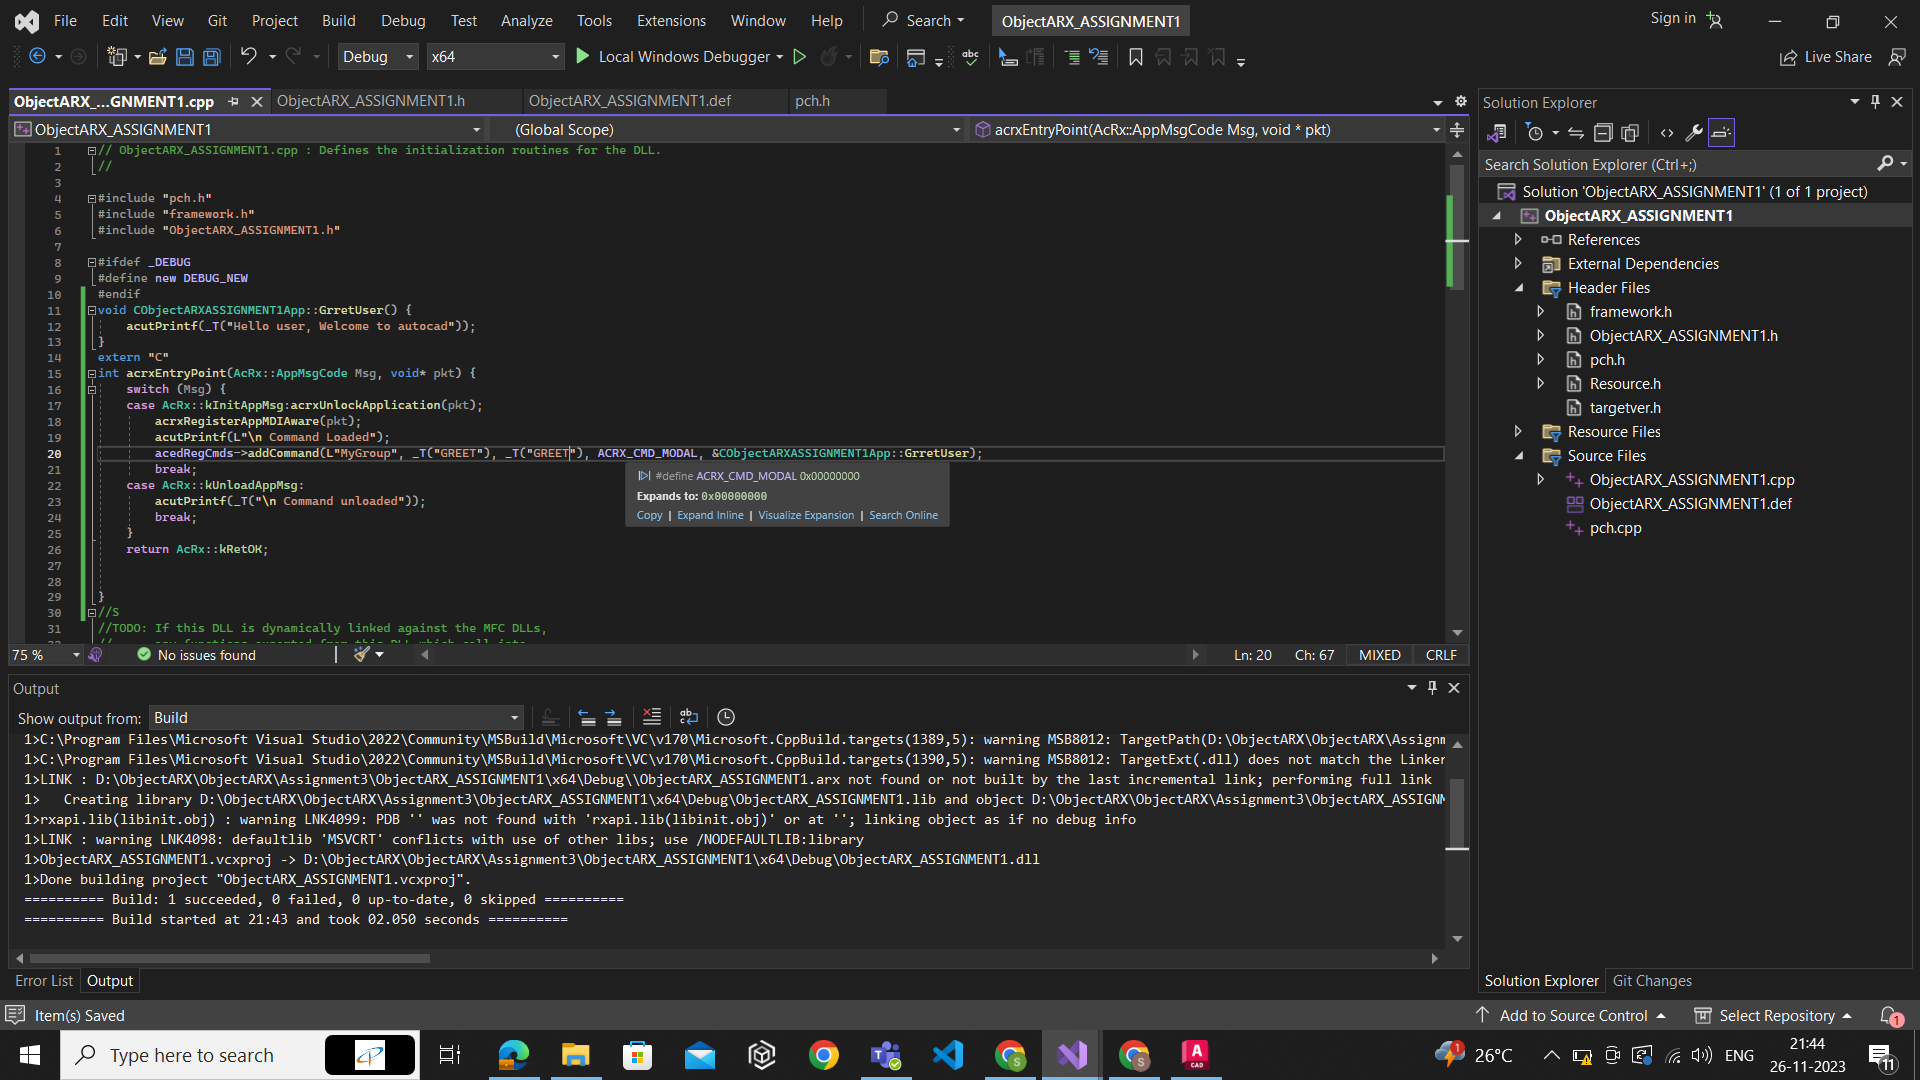 File Edit View Git Project Build Debug Test Analyze Tools Extensions Window Help Search ObjectARX_ASSIGNMENT1 Sign in
Debug x64 Local Windows Debugger Live Share
ObjectARX_...GNMENT1.cpp ObjectARX_ASSIGNMENT1.h ObjectARX_ASSIGNMENT1.def pch.h
ObjectARX_ASSIGNMENT1 (Global Scope) acrxEntryPoint(AcRx::AppMsgCode Msg, void * pkt)
1 // ObjectARX_ASSIGNMENT1.cpp : Defines the initialization routines for the DLL.
2 //
3
4 #include "pch.h"
5 #include "framework.h"
6 #include "ObjectARX_ASSIGNMENT1.h"
7
8 #ifdef _DEBUG
9 #define new DEBUG_NEW
10 #endif
11 void CObjectARXASSIGNMENT1App::GrretUser() {
12 acutPrintf(_T("Hello user, Welcome to autocad"));
13 }
14 extern "C"
15 int acrxEntryPoint(AcRx::AppMsgCode Msg, void* pkt) {
16 switch (Msg) {
17 case AcRx::kInitAppMsg:acrxUnlockApplication(pkt);
18 acrxRegisterAppMDIAware(pkt);
19 acutPrintf(L"\n Command Loaded");
20 acedRegCmds->addCommand(L"MyGroup", _T("GREET"), _T("GREET"), ACRX_CMD_MODAL, &CObjectARXASSIGNMENT1App::GrretUser);
21 break;
22 case AcRx::kUnloadAppMsg:
23 acutPrintf(_T("\n Command unloaded"));
24 break;
25 }
26 return AcRx::kRetOK;
27
28
29 }
30 //S
31 //TODO: If this DLL is dynamically linked against the MFC DLLs,
#define ACRX_CMD_MODAL 0x00000000
Expands to: 0x00000000
Copy | Expand Inline | Visualize Expansion | Search Online
75 % No issues found Ln: 20 Ch: 67 MIXED CRLF
Output
Show output from: Build
1>C:\Program Files\Microsoft Visual Studio\2022\Community\MSBuild\Microsoft\VC\v170\Microsoft.CppBuild.targets(1389,5): warning MSB8012: TargetPath(D:\ObjectARX\ObjectARX\Assignm
1>C:\Program Files\Microsoft Visual Studio\2022\Community\MSBuild\Microsoft\VC\v170\Microsoft.CppBuild.targets(1390,5): warning MSB8012: TargetExt(.dll) does not match the Linker
1>LINK : D:\ObjectARX\ObjectARX\Assignment3\ObjectARX_ASSIGNMENT1\x64\Debug\\ObjectARX_ASSIGNMENT1.arx not found or not built by the last incremental link; performing full link
1> Creating library D:\ObjectARX\ObjectARX\Assignment3\ObjectARX_ASSIGNMENT1\x64\Debug\ObjectARX_ASSIGNMENT1.lib and object D:\ObjectARX\ObjectARX\Assignment3\ObjectARX_ASSIGNM
1>rxapi.lib(libinit.obj) : warning LNK4099: PDB '' was not found with 'rxapi.lib(libinit.obj)' or at ''; linking object as if no debug info
1>LINK : warning LNK4098: defaultlib 'MSVCRT' conflicts with use of other libs; use /NODEFAULTLIB:library
1>ObjectARX_ASSIGNMENT1.vcxproj -> D:\ObjectARX\ObjectARX\Assignment3\ObjectARX_ASSIGNMENT1\x64\Debug\ObjectARX_ASSIGNMENT1.dll
1>Done building project "ObjectARX_ASSIGNMENT1.vcxproj".
========== Build: 1 succeeded, 0 failed, 0 up-to-date, 0 skipped ==========
========== Build started at 21:43 and took 02.050 seconds ==========
Error List Output
Solution Explorer
Search Solution Explorer (Ctrl+;)
Solution 'ObjectARX_ASSIGNMENT1' (1 of 1 project)
ObjectARX_ASSIGNMENT1
References
External Dependencies
Header Files
framework.h
ObjectARX_ASSIGNMENT1.h
pch.h
Resource.h
targetver.h
Resource Files
Source Files
ObjectARX_ASSIGNMENT1.cpp
ObjectARX_ASSIGNMENT1.def
pch.cpp
Solution Explorer Git Changes
Item(s) Saved Add to Source Control Select Repository 1
Type here to search 26°C ENG 21:44
26-11-2023 11